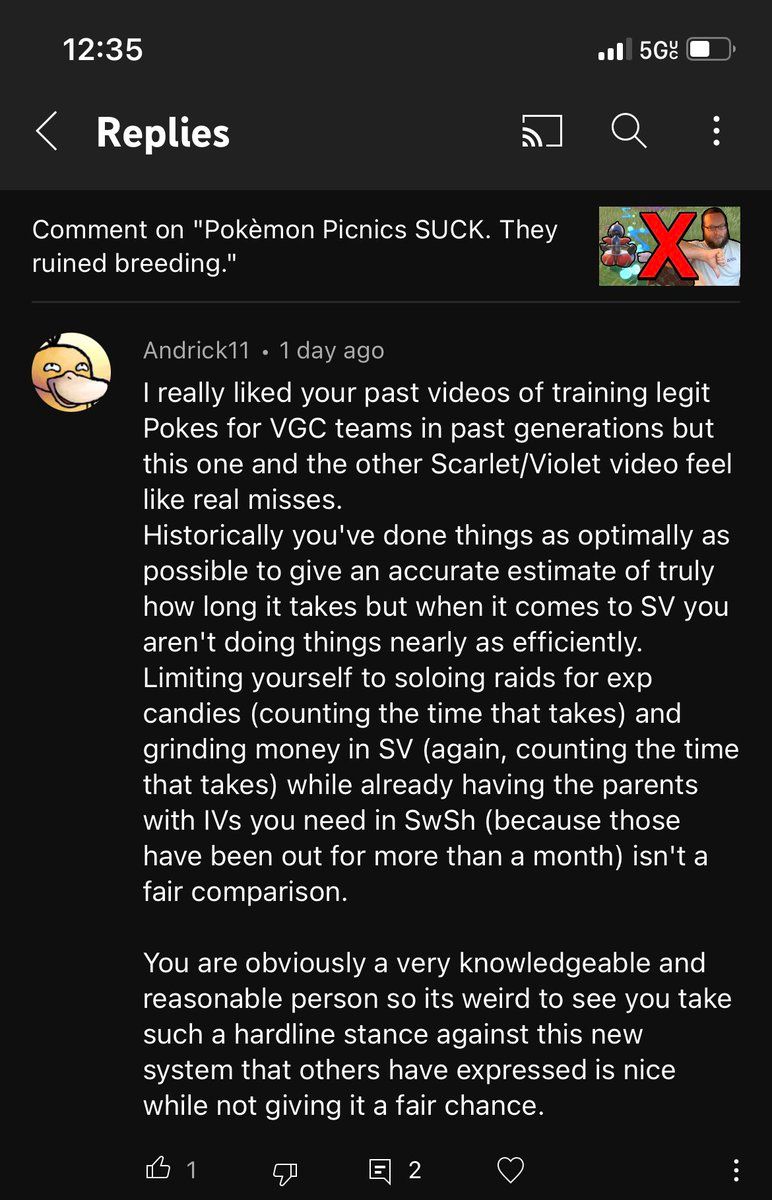 12:35
5G UC
Replies
Comment on "Pokèmon Picnics SUCK. They
ruined breeding."
X
Andrick11 • 1 day ago
I really liked your past videos of training legit
Pokes for VGC teams in past generations but
this one and the other Scarlet/Violet video feel
like real misses.
Historically you've done things as optimally as
possible to give an accurate estimate of truly
how long it takes but when it comes to SV you
aren't doing things nearly as efficiently.
Limiting yourself to soloing raids for exp
candies (counting the time that takes) and
grinding money in SV (again, counting the time
that takes) while already having the parents
with IVs you need in SwSh (because those
have been out for more than a month) isn't a
fair comparison.
You are obviously a very knowledgeable and
reasonable person so its weird to see you take
such a hardline stance against this new
system that others have expressed is nice
while not giving it a fair chance.
1
2